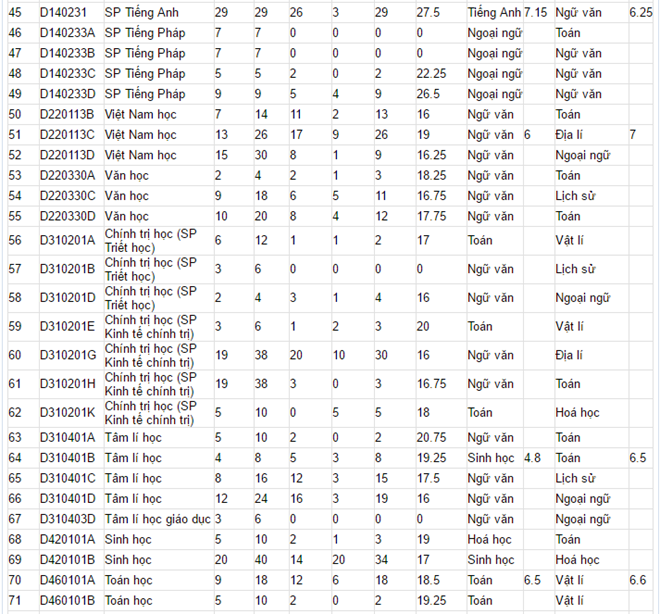 45 D140231 SP Tiếng Anh 29 29 26 3 29 27.5 Tiếng Anh 7.15 Ngữ văn 6.25
46 D140233A SP Tiếng Pháp 7 7 0 0 0 0 Ngoại ngữ Toán
47 D140233B SP Tiếng Pháp 7 7 0 0 0 0 Ngoại ngữ Ngữ văn
48 D140233C SP Tiếng Pháp 5 5 2 0 2 22.25 Ngoại ngữ Ngữ văn
49 D140233D SP Tiếng Pháp 9 9 5 4 9 26.5 Ngoại ngữ Ngữ văn
50 D220113B Việt Nam học 7 14 11 2 13 16 Ngữ văn Toán
51 D220113C Việt Nam học 13 26 17 9 26 19 Ngữ văn 6 Địa lí 7
52 D220113D Việt Nam học 15 30 8 1 9 16.25 Ngữ văn Ngoại ngữ
53 D220330A Văn học 2 4 2 1 3 18.25 Ngữ văn Toán
54 D220330C Văn học 9 18 6 5 11 16.75 Ngữ văn Lịch sử
55 D220330D Văn học 10 20 8 4 12 17.75 Ngữ văn Toán
56 D310201A Chính trị học (SP Triết học) 6 12 1 1 2 17 Toán Vật lí
57 D310201B Chính trị học (SP Triết học) 3 6 0 0 0 0 Ngữ văn Lịch sử
58 D310201D Chính trị học (SP Triết học) 2 4 3 1 4 16 Ngữ văn Ngoại ngữ
59 D310201E Chính trị học (SP Kinh tế chính trị) 3 6 1 2 3 20 Toán Vật lí
60 D310201G Chính trị học (SP Kinh tế chính trị) 19 38 20 10 30 16 Ngữ văn Địa lí
61 D310201H Chính trị học (SP Kinh tế chính trị) 19 38 3 0 3 16.75 Ngữ văn Toán
62 D310201K Chính trị học (SP Kinh tế chính trị) 5 10 0 5 5 18 Toán Hoá học
63 D310401A Tâm lí học 5 10 2 0 2 20.75 Ngữ văn Toán
64 D310401B Tâm lí học 4 8 5 3 8 19.25 Sinh học 4.8 Toán 6.5
65 D310401C Tâm lí học 8 16 12 3 15 17.5 Ngữ văn Lịch sử
66 D310401D Tâm lí học 12 24 16 3 19 16 Ngữ văn Ngoại ngữ
67 D310403D Tâm lí học giáo dục 3 6 0 0 0 0 Ngữ văn Ngoại ngữ
68 D420101A Sinh học 5 10 2 1 3 19 Hoá học Toán
69 D420101B Sinh học 20 40 14 20 34 17 Sinh học Hoá học
70 D460101A Toán học 9 18 12 6 18 18.5 Toán 6.5 Vật lí 6.6
71 D460101B Toán học 5 10 2 0 2 19.25 Toán Ngữ văn